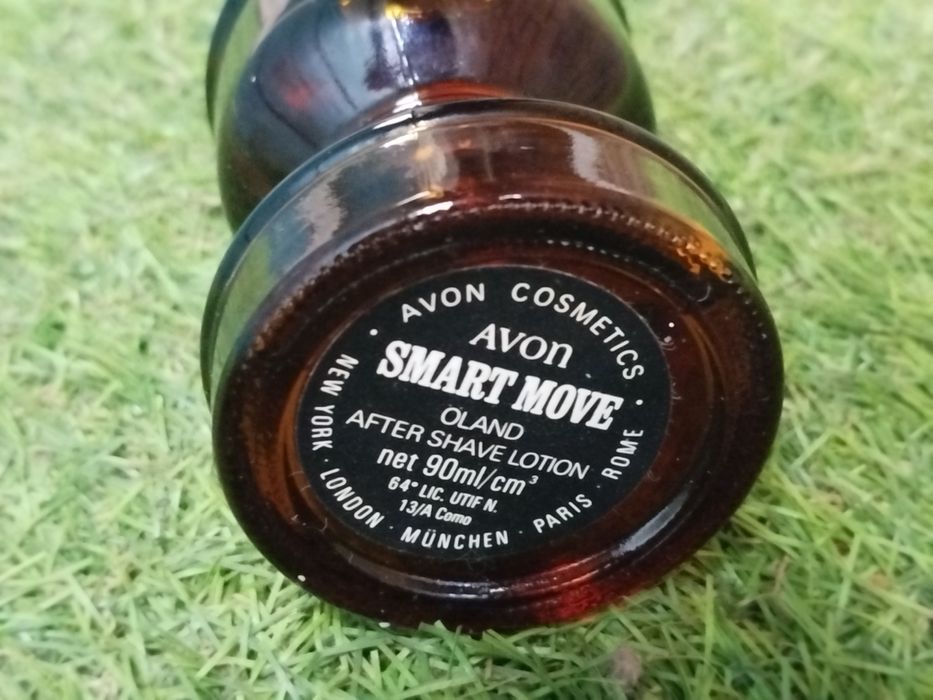 AVON COSMETICS
AVON
SMART MOVE
ÖLAND
AFTER SHAVE LOTION
net 90ml/cm³
64° LIC. UTIF N.
13/A Como
NEW YORK · LONDON · MÜNCHEN · PARIS · ROME